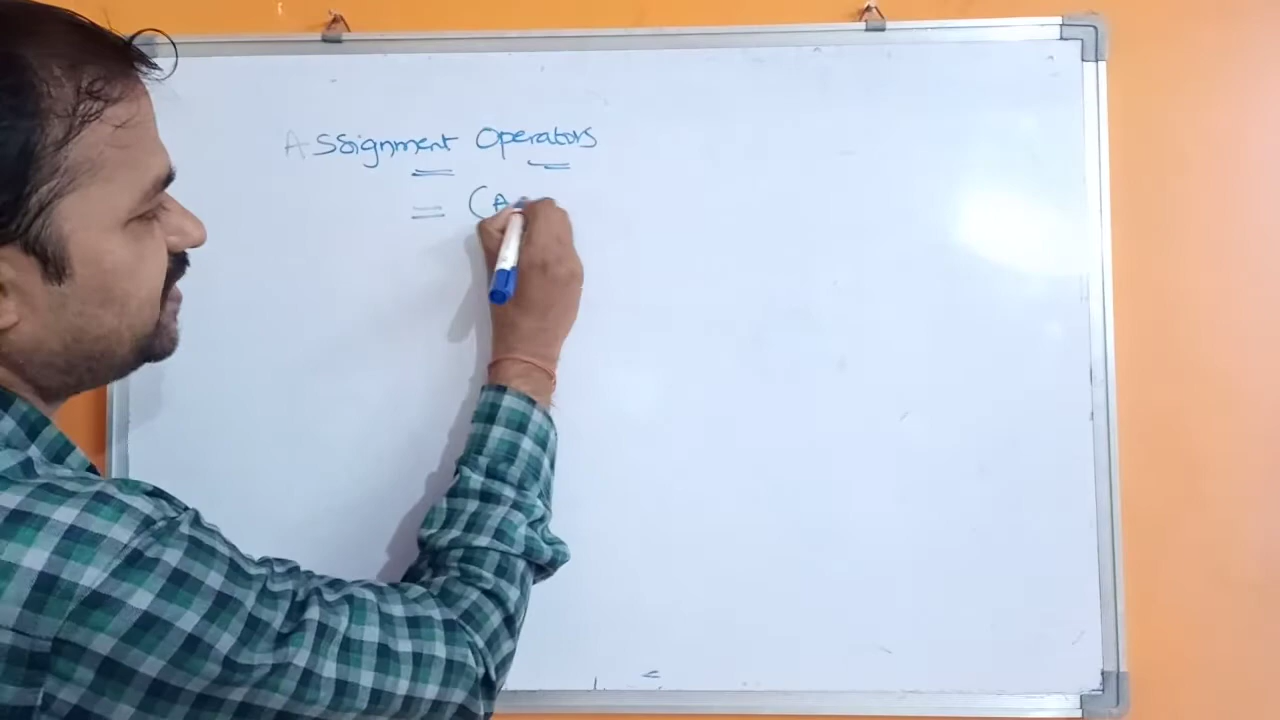 Assignment Operators
= (A